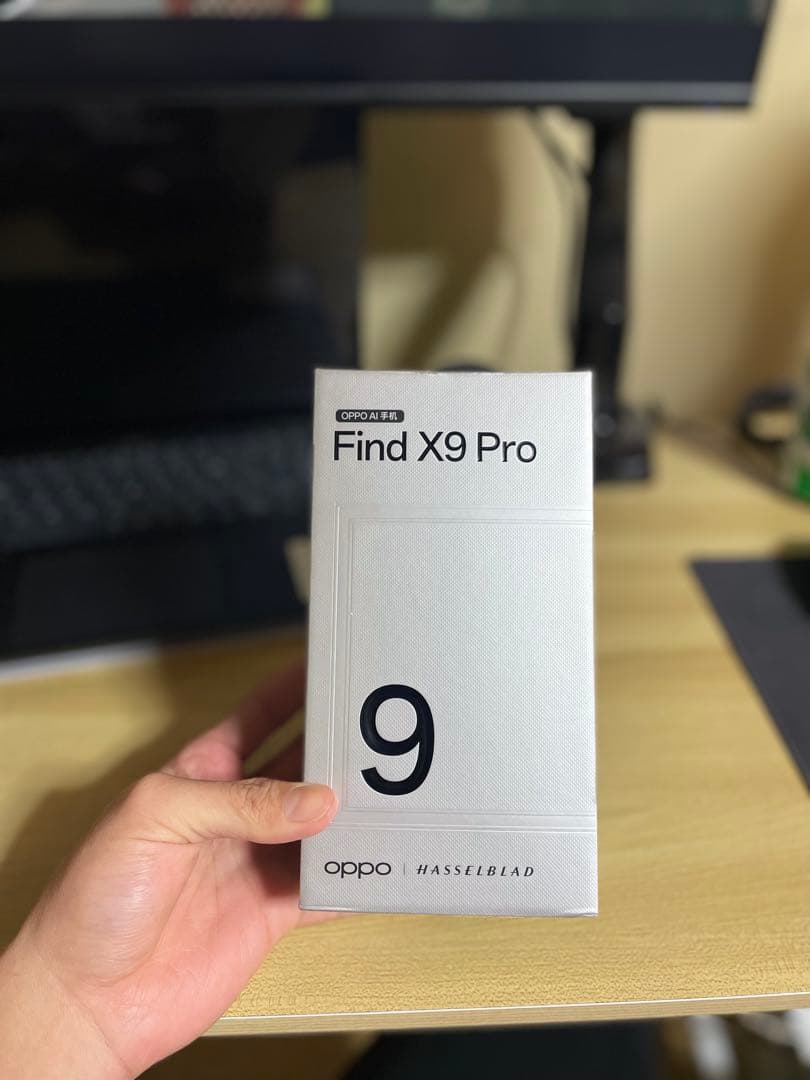 OPPO AI 手机
Find X9 Pro
9
oppo | HASSELBLAD